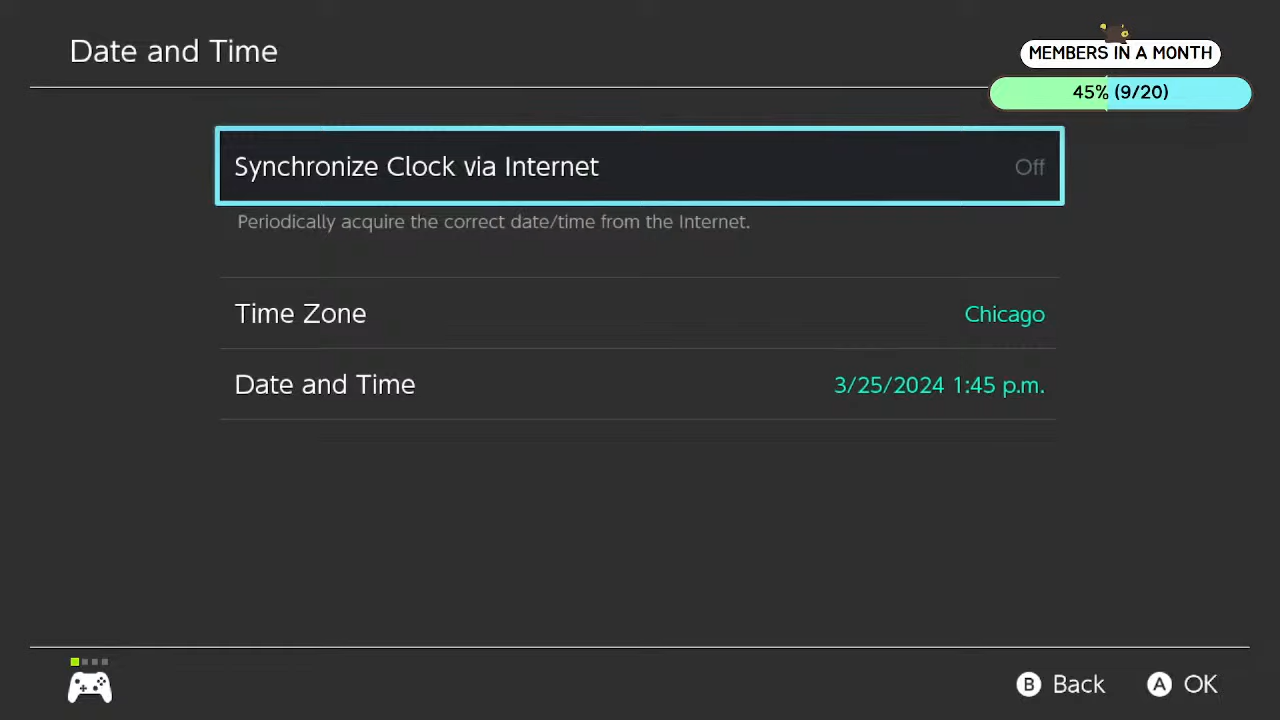 Date and Time
MEMBERS IN A MONTH
45% (9/20)
Synchronize Clock via Internet Off
Periodically acquire the correct date/time from the Internet.
Time Zone Chicago
Date and Time 3/25/2024 1:45 p.m.
B Back A OK